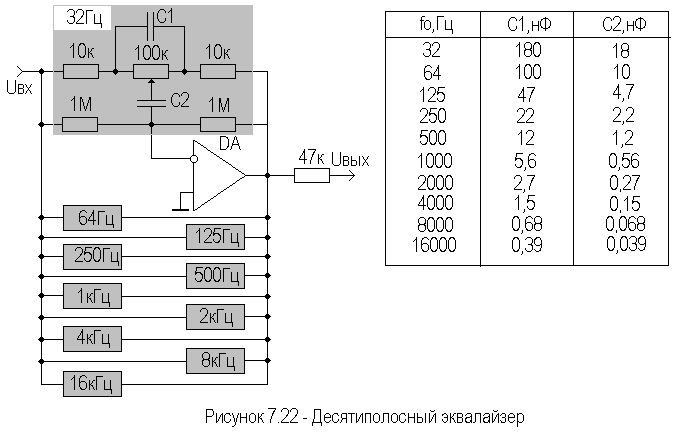 32Гц
C1
10к 100к 10к
Uвх
C2
1М 1М
DA
47к Uвых
64Гц
125Гц
250Гц
500Гц
1кГц
2кГц
4кГц
8кГц
16кГц
fo,Гц C1,нФ C2,нФ
32 180 18
64 100 10
125 47 4,7
250 22 2,2
500 12 1,2
1000 5,6 0,56
2000 2,7 0,27
4000 1,5 0,15
8000 0,68 0,068
16000 0,39 0,039
Рисунок 7.22 - Десятиполосный эквалайзер